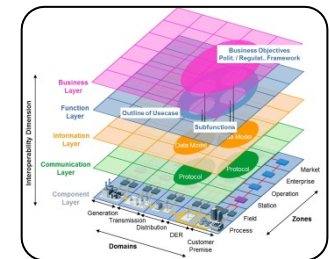 Business Objectives
Polit. / Regulat.. Framework
Business
Layer
Function
Layer
Outline of Usecase
Subfunctions
Information
Layer
Data Model
Model
Communication
Layer
Protocol
Protocol
Component
Layer
Interoperability Dimension
Generation
Transmission
Distribution
DER
Customer
Premise
Domains
Market
Enterprise
Operation
Station
Field
Process
Zones